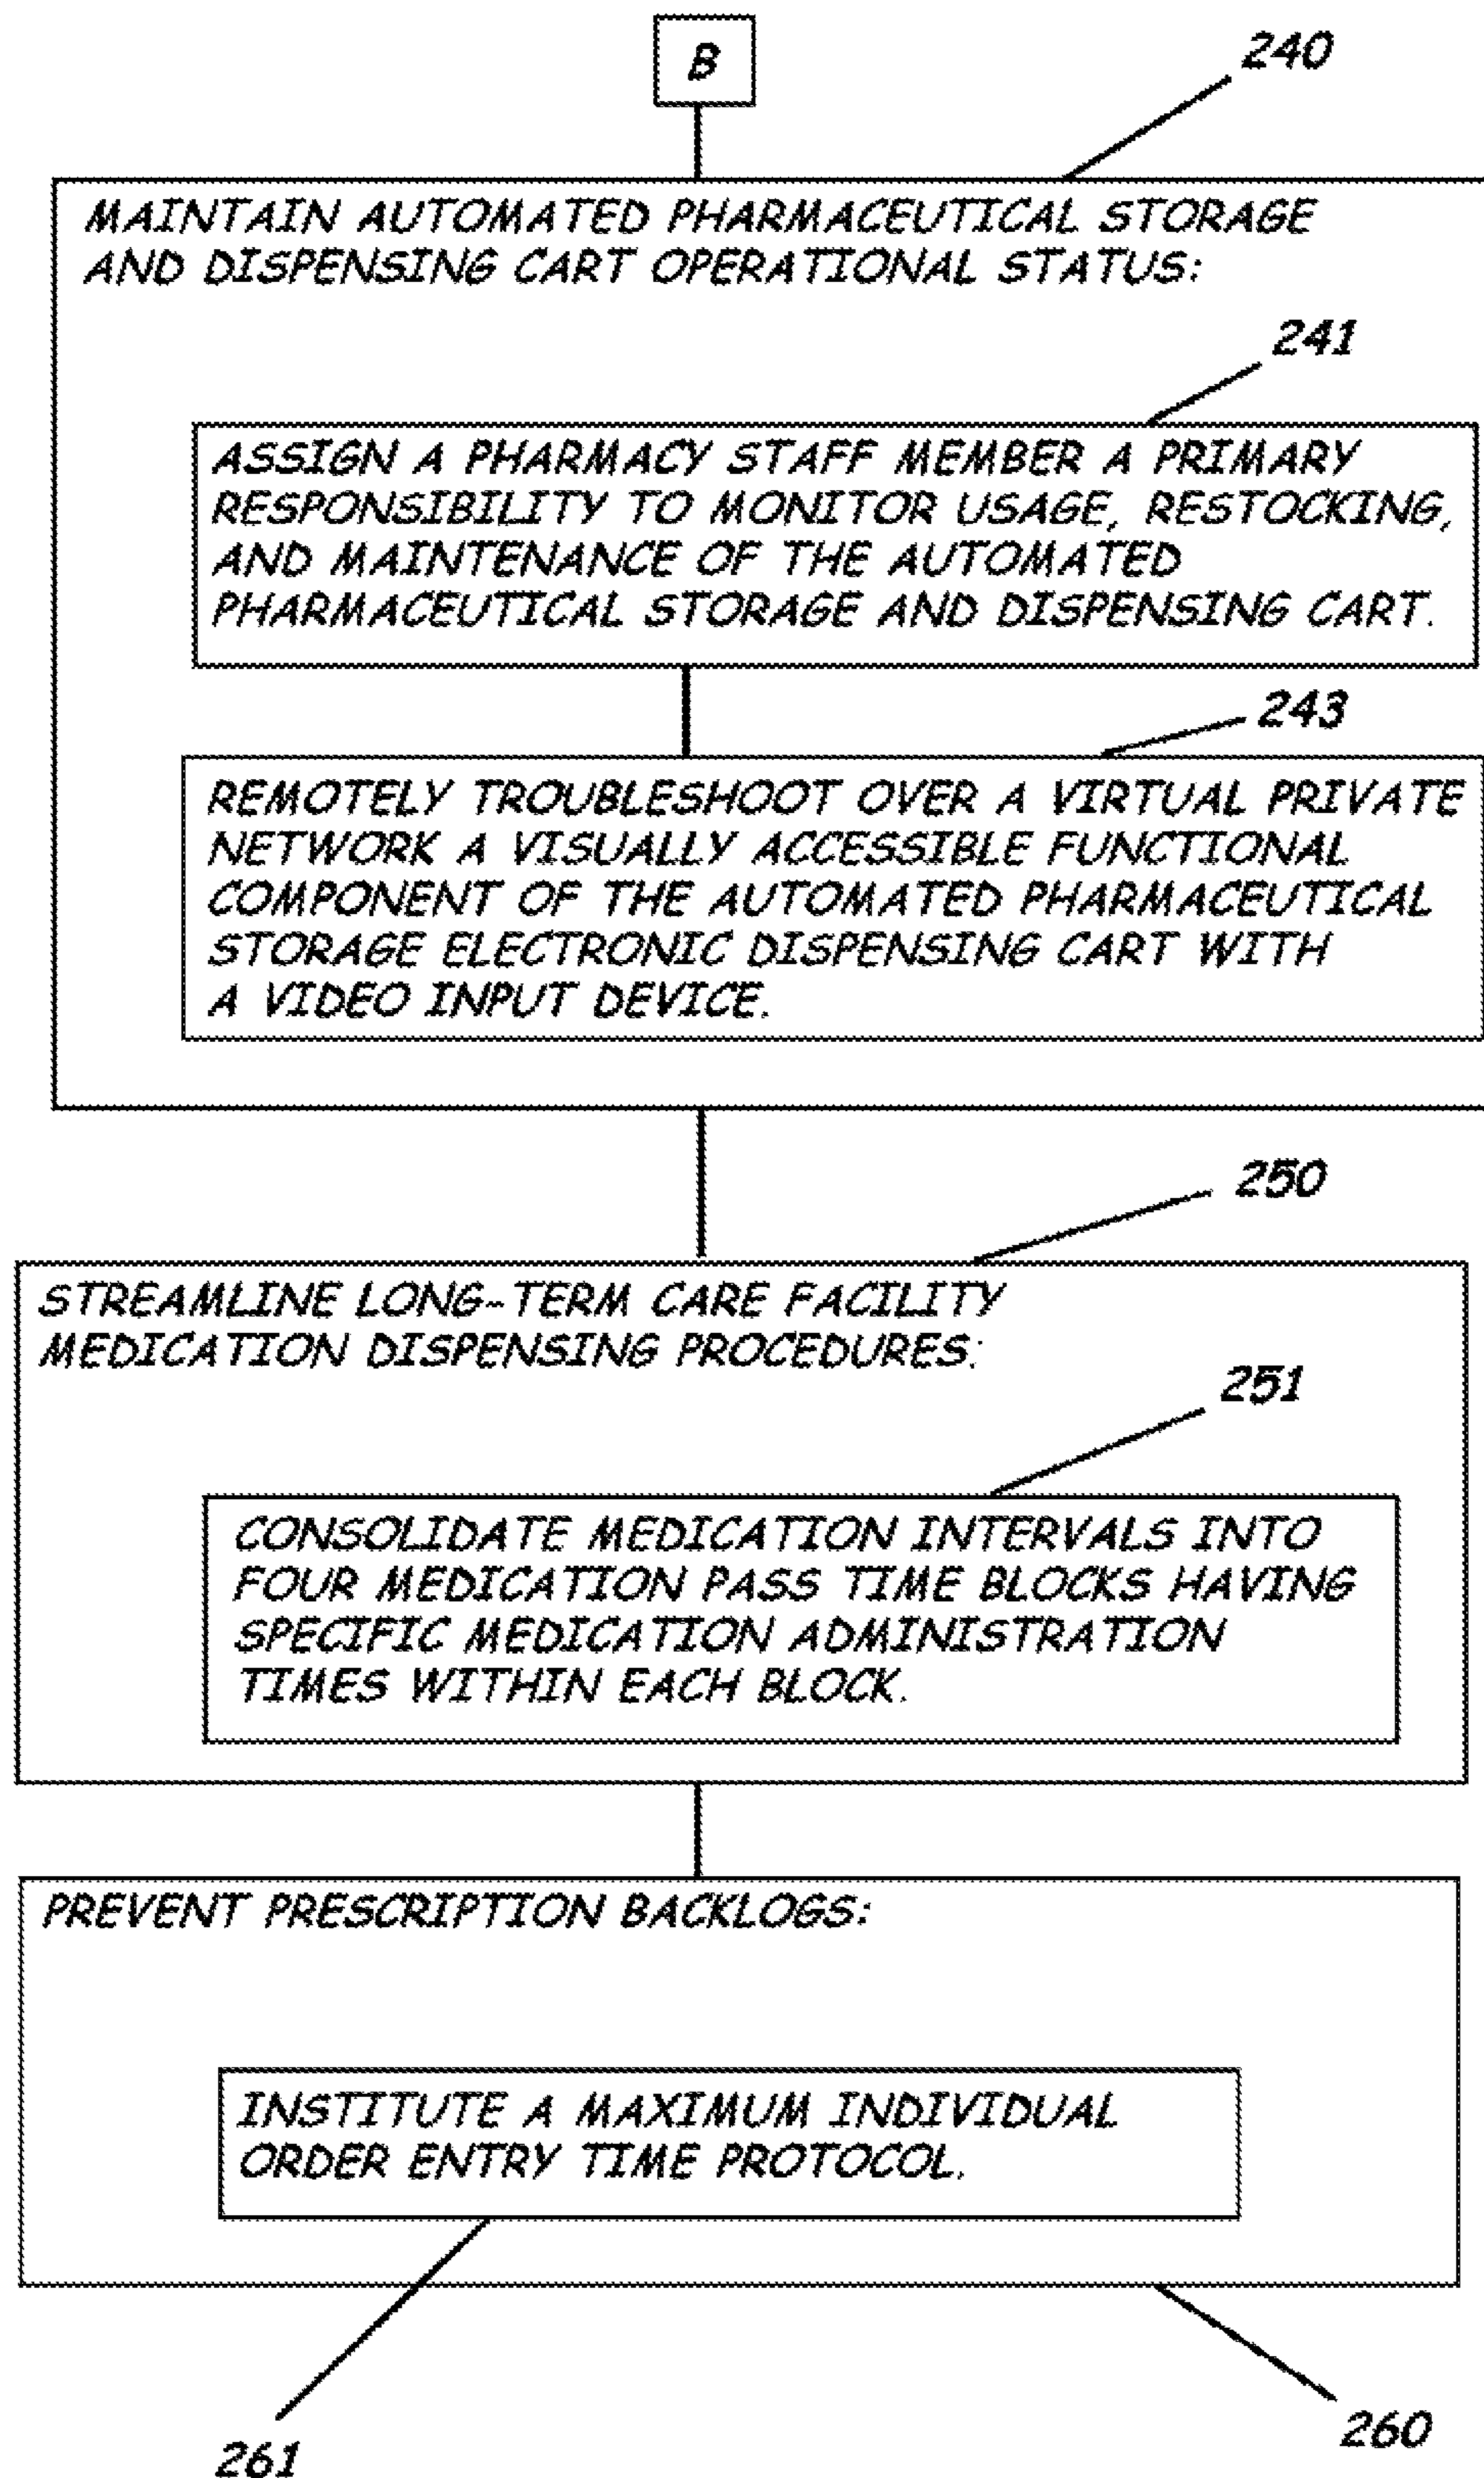 B
240
MAINTAIN AUTOMATED PHARMACEUTICAL STORAGE
AND DISPENSING CART OPERATIONAL STATUS:
241
ASSIGN A PHARMACY STAFF MEMBER A PRIMARY
RESPONSIBILITY TO MONITOR USAGE, RESTOCKING,
AND MAINTENANCE OF THE AUTOMATED
PHARMACEUTICAL STORAGE AND DISPENSING CART.
243
REMOTELY TROUBLESHOOT OVER A VIRTUAL PRIVATE
NETWORK A VISUALLY ACCESSIBLE FUNCTIONAL
COMPONENT OF THE AUTOMATED PHARMACEUTICAL
STORAGE ELECTRONIC DISPENSING CART WITH
A VIDEO INPUT DEVICE.
250
STREAMLINE LONG-TERM CARE FACILITY
MEDICATION DISPENSING PROCEDURES:
251
CONSOLIDATE MEDICATION INTERVALS INTO
FOUR MEDICATION PASS TIME BLOCKS HAVING
SPECIFIC MEDICATION ADMINISTRATION
TIMES WITHIN EACH BLOCK.
PREVENT PRESCRIPTION BACKLOGS:
INSTITUTE A MAXIMUM INDIVIDUAL
ORDER ENTRY TIME PROTOCOL.
261
260